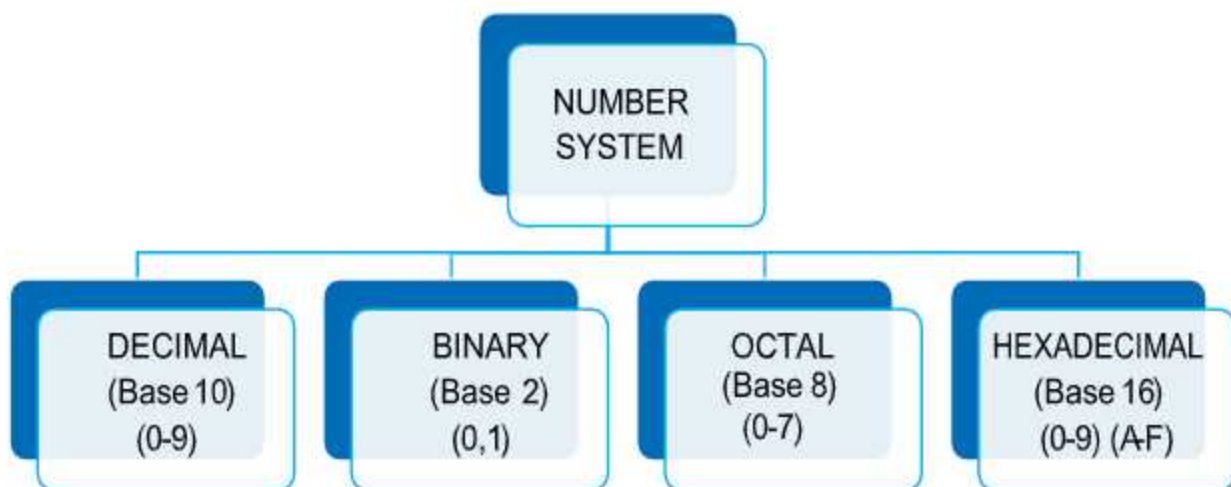 NUMBER
SYSTEM
DECIMAL
(Base 10)
(0-9)
BINARY
(Base 2)
(0,1)
OCTAL
(Base 8)
(0-7)
HEXADECIMAL
(Base 16)
(0-9) (A-F)